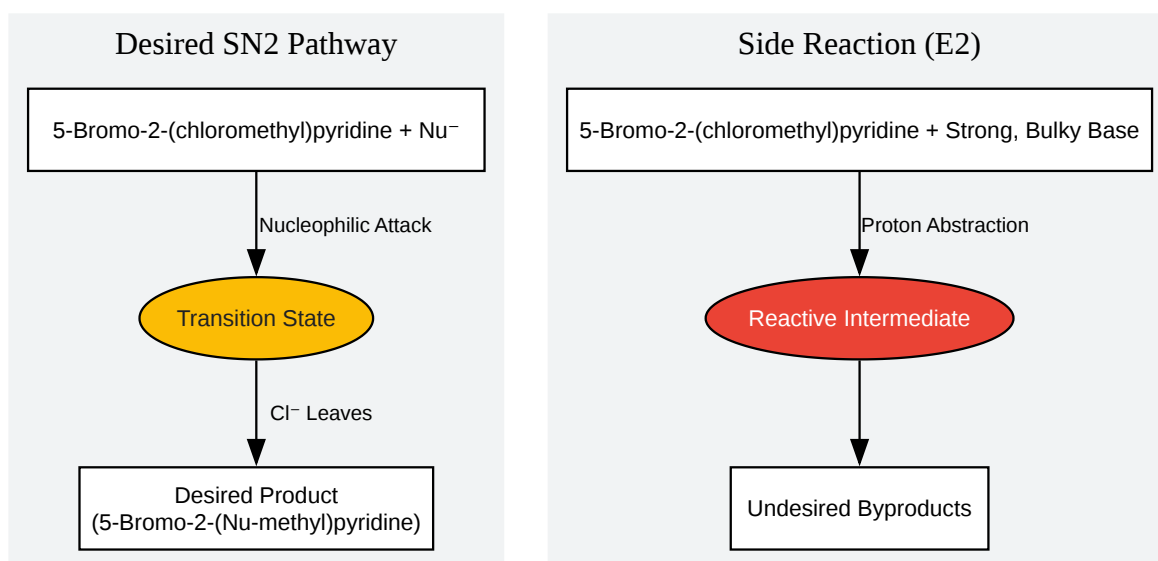 Desired SN2 Pathway
5-Bromo-2-(chloromethyl)pyridine + Nu⁻
Nucleophilic Attack
Transition State
Cl⁻ Leaves
Desired Product
(5-Bromo-2-(Nu-methyl)pyridine)
Side Reaction (E2)
5-Bromo-2-(chloromethyl)pyridine + Strong, Bulky Base
Proton Abstraction
Reactive Intermediate
Undesired Byproducts